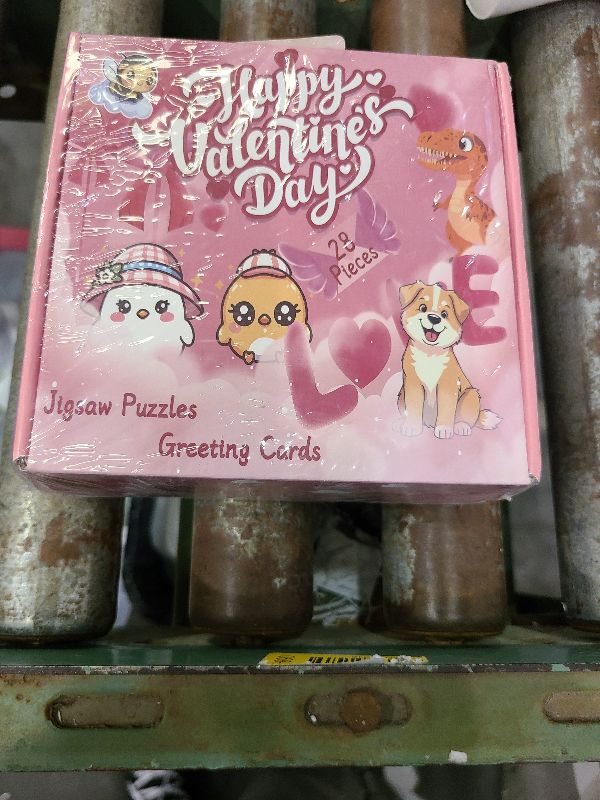 Happy
Valentine's
Day
28
Pieces
LOVE
Jigsaw Puzzles
Greeting Cards